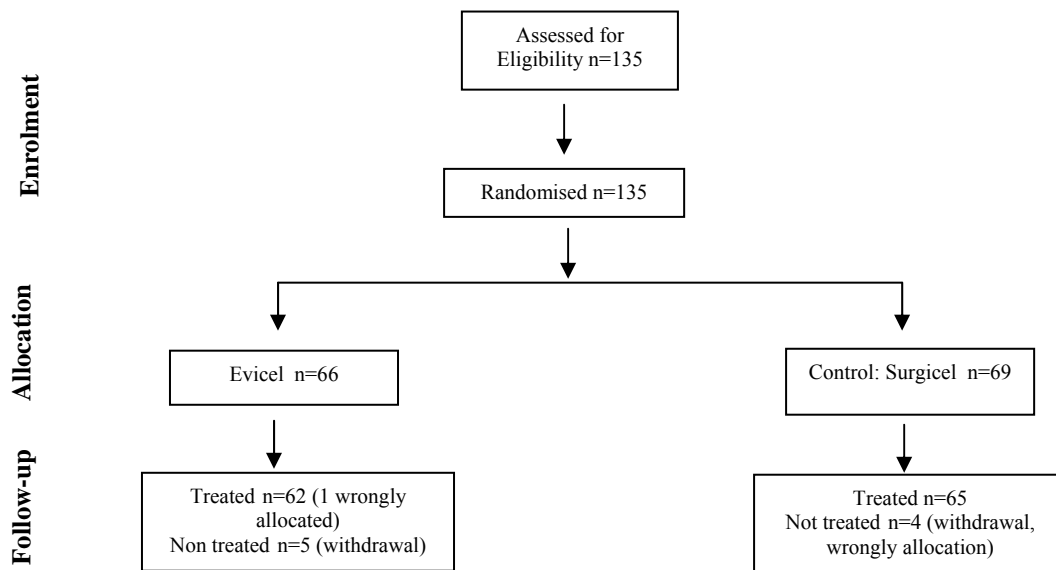 Enrolment
Assessed for
Eligibility n=135
Randomised n=135
Allocation
Evicel n=66
Control: Surgicel n=69
Follow-up
Treated n=62 (1 wrongly
allocated)
Non treated n=5 (withdrawal)
Treated n=65
Not treated n=4 (withdrawal,
wrongly allocation)